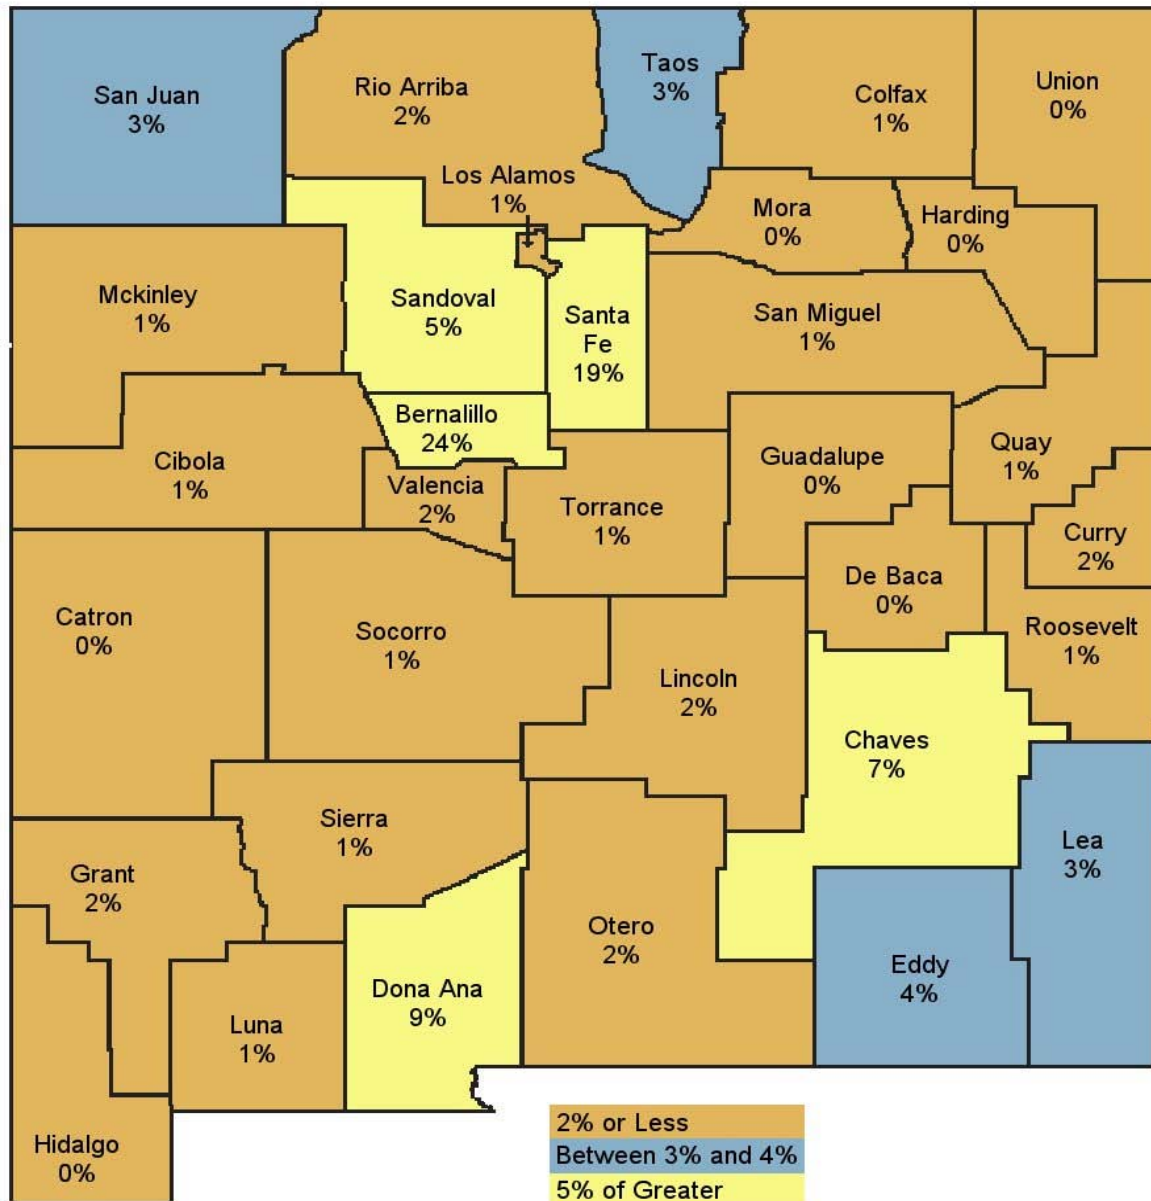 San Juan
3%
Rio Arriba
2%
Taos
3%
Colfax
1%
Union
0%
Los Alamos
1%
Mora
0%
Harding
0%
Mckinley
1%
Sandoval
5%
Santa
Fe
19%
San Miguel
1%
Bernalillo
24%
Cibola
1%
Valencia
2%
Torrance
1%
Guadalupe
0%
Quay
1%
Curry
2%
De Baca
0%
Catron
0%
Socorro
1%
Lincoln
2%
Roosevelt
1%
Chaves
7%
Sierra
1%
Lea
3%
Grant
2%
Otero
2%
Eddy
4%
Dona Ana
9%
Luna
1%
Hidalgo
0%
2% or Less
Between 3% and 4%
5% of Greater